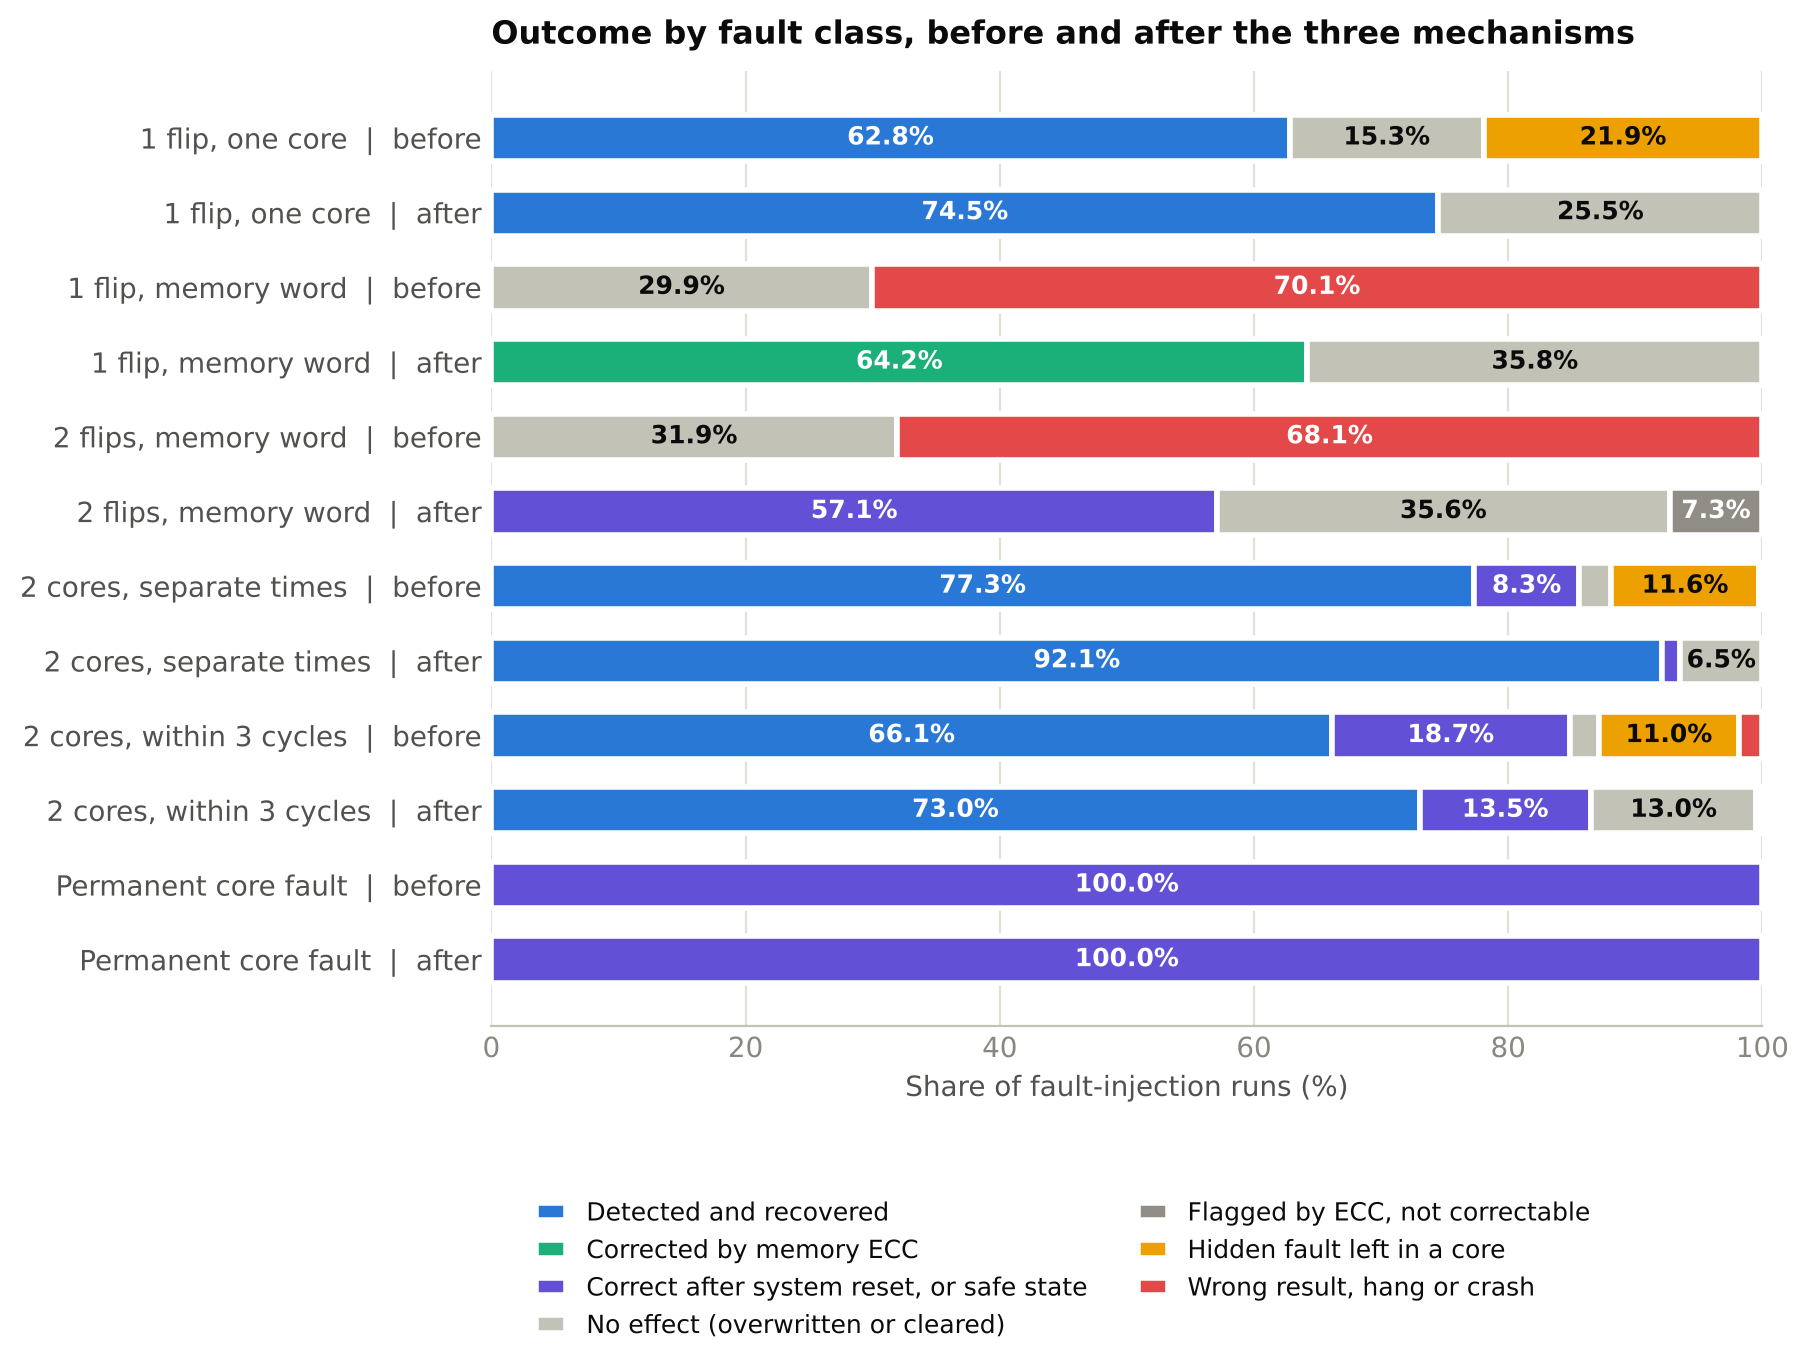 Outcome by fault class, before and after the three mechanisms
1 flip, one core | before 62.8% 15.3% 21.9%
1 flip, one core | after 74.5% 25.5%
1 flip, memory word | before 29.9% 70.1%
1 flip, memory word | after 64.2% 35.8%
2 flips, memory word | before 31.9% 68.1%
2 flips, memory word | after 57.1% 35.6% 7.3%
2 cores, separate times | before 77.3% 8.3% 11.6%
2 cores, separate times | after 92.1% 6.5%
2 cores, within 3 cycles | before 66.1% 18.7% 11.0%
2 cores, within 3 cycles | after 73.0% 13.5% 13.0%
Permanent core fault | before 100.0%
Permanent core fault | after 100.0%
0 20 40 60 80 100
Share of fault-injection runs (%)
Detected and recovered
Corrected by memory ECC
Correct after system reset, or safe state
No effect (overwritten or cleared)
Flagged by ECC, not correctable
Hidden fault left in a core
Wrong result, hang or crash